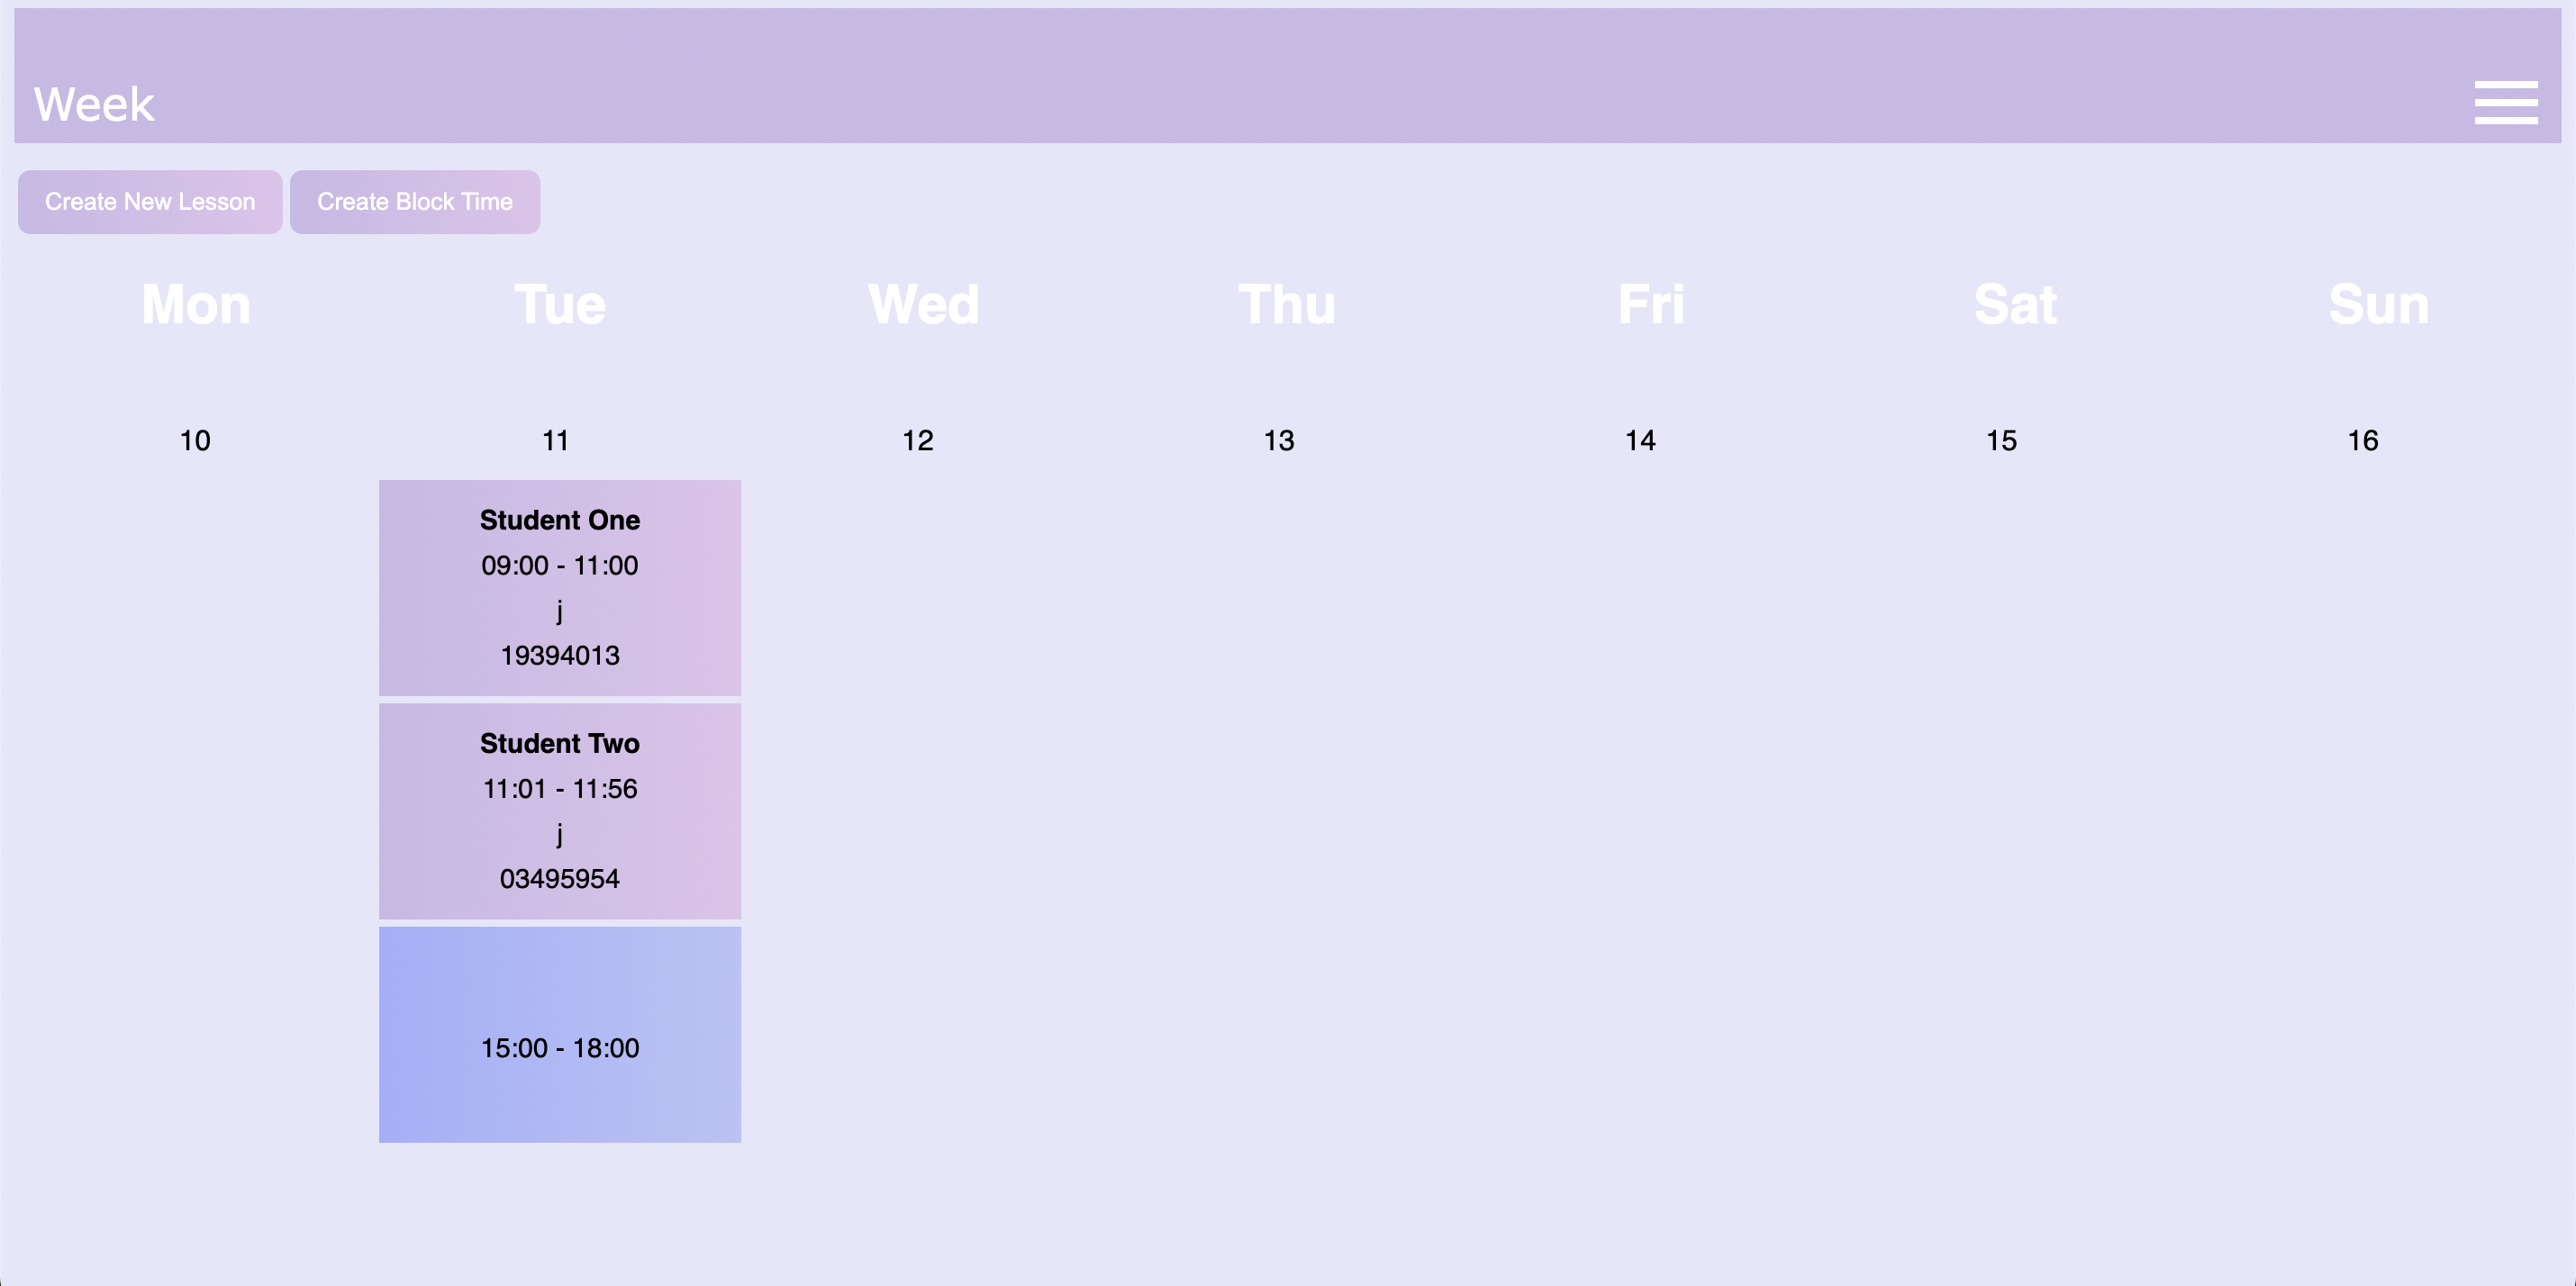 Week
Create New Lesson Create Block Time
Mon Tue Wed Thu Fri Sat Sun
10 11 12 13 14 15 16
Student One
09:00 - 11:00
j
19394013
Student Two
11:01 - 11:56
j
03495954
15:00 - 18:00